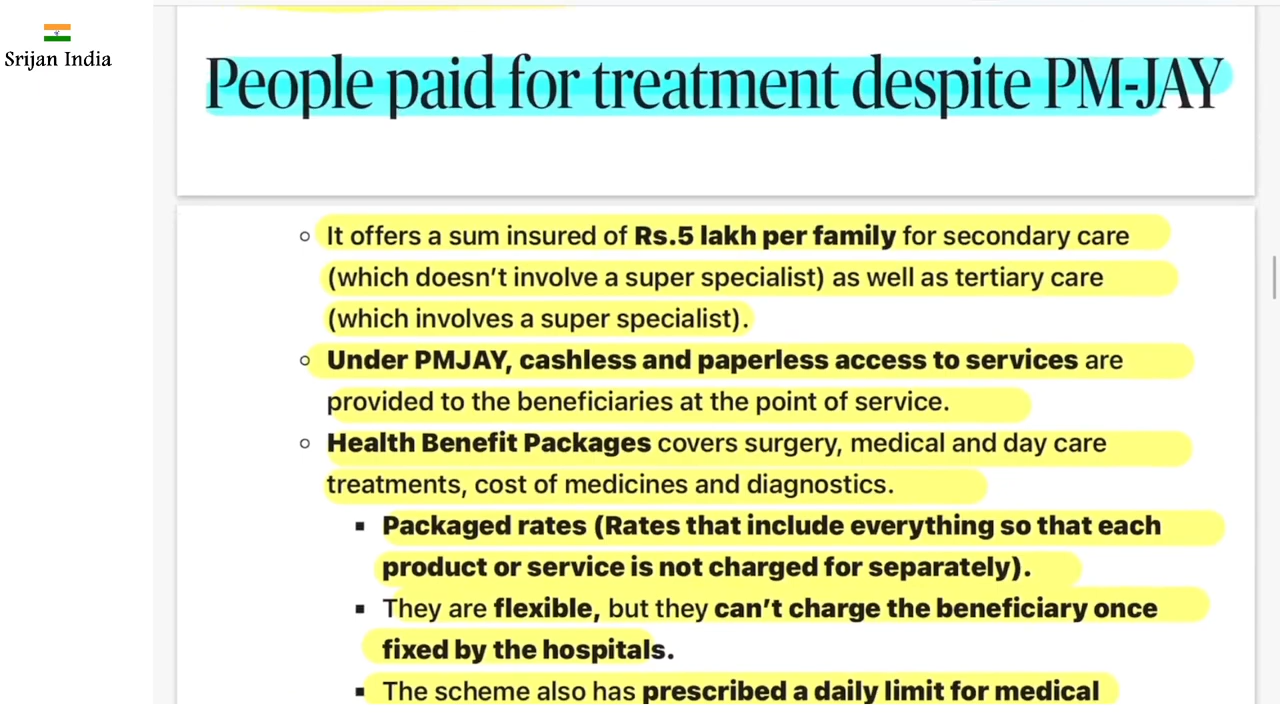 Srijan India
People paid for treatment despite PM-JAY
It offers a sum insured of Rs.5 lakh per family for secondary care
(which doesn’t involve a super specialist) as well as tertiary care
(which involves a super specialist).
Under PMJAY, cashless and paperless access to services are
provided to the beneficiaries at the point of service.
Health Benefit Packages covers surgery, medical and day care
treatments, cost of medicines and diagnostics.
Packaged rates (Rates that include everything so that each
product or service is not charged for separately).
They are flexible, but they can’t charge the beneficiary once
fixed by the hospitals.
The scheme also has prescribed a daily limit for medical